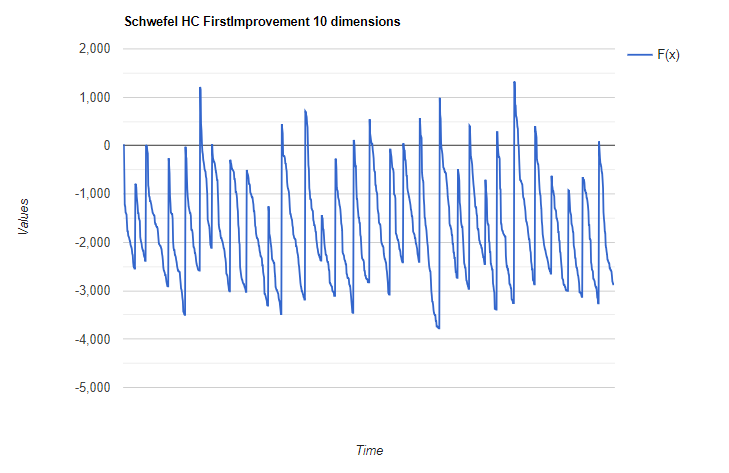 Schwefel HC FirstImprovement 10 dimensions
2,000
F(x)
1,000
0
-1,000
-2,000
-3,000
-4,000
-5,000
Values
Time